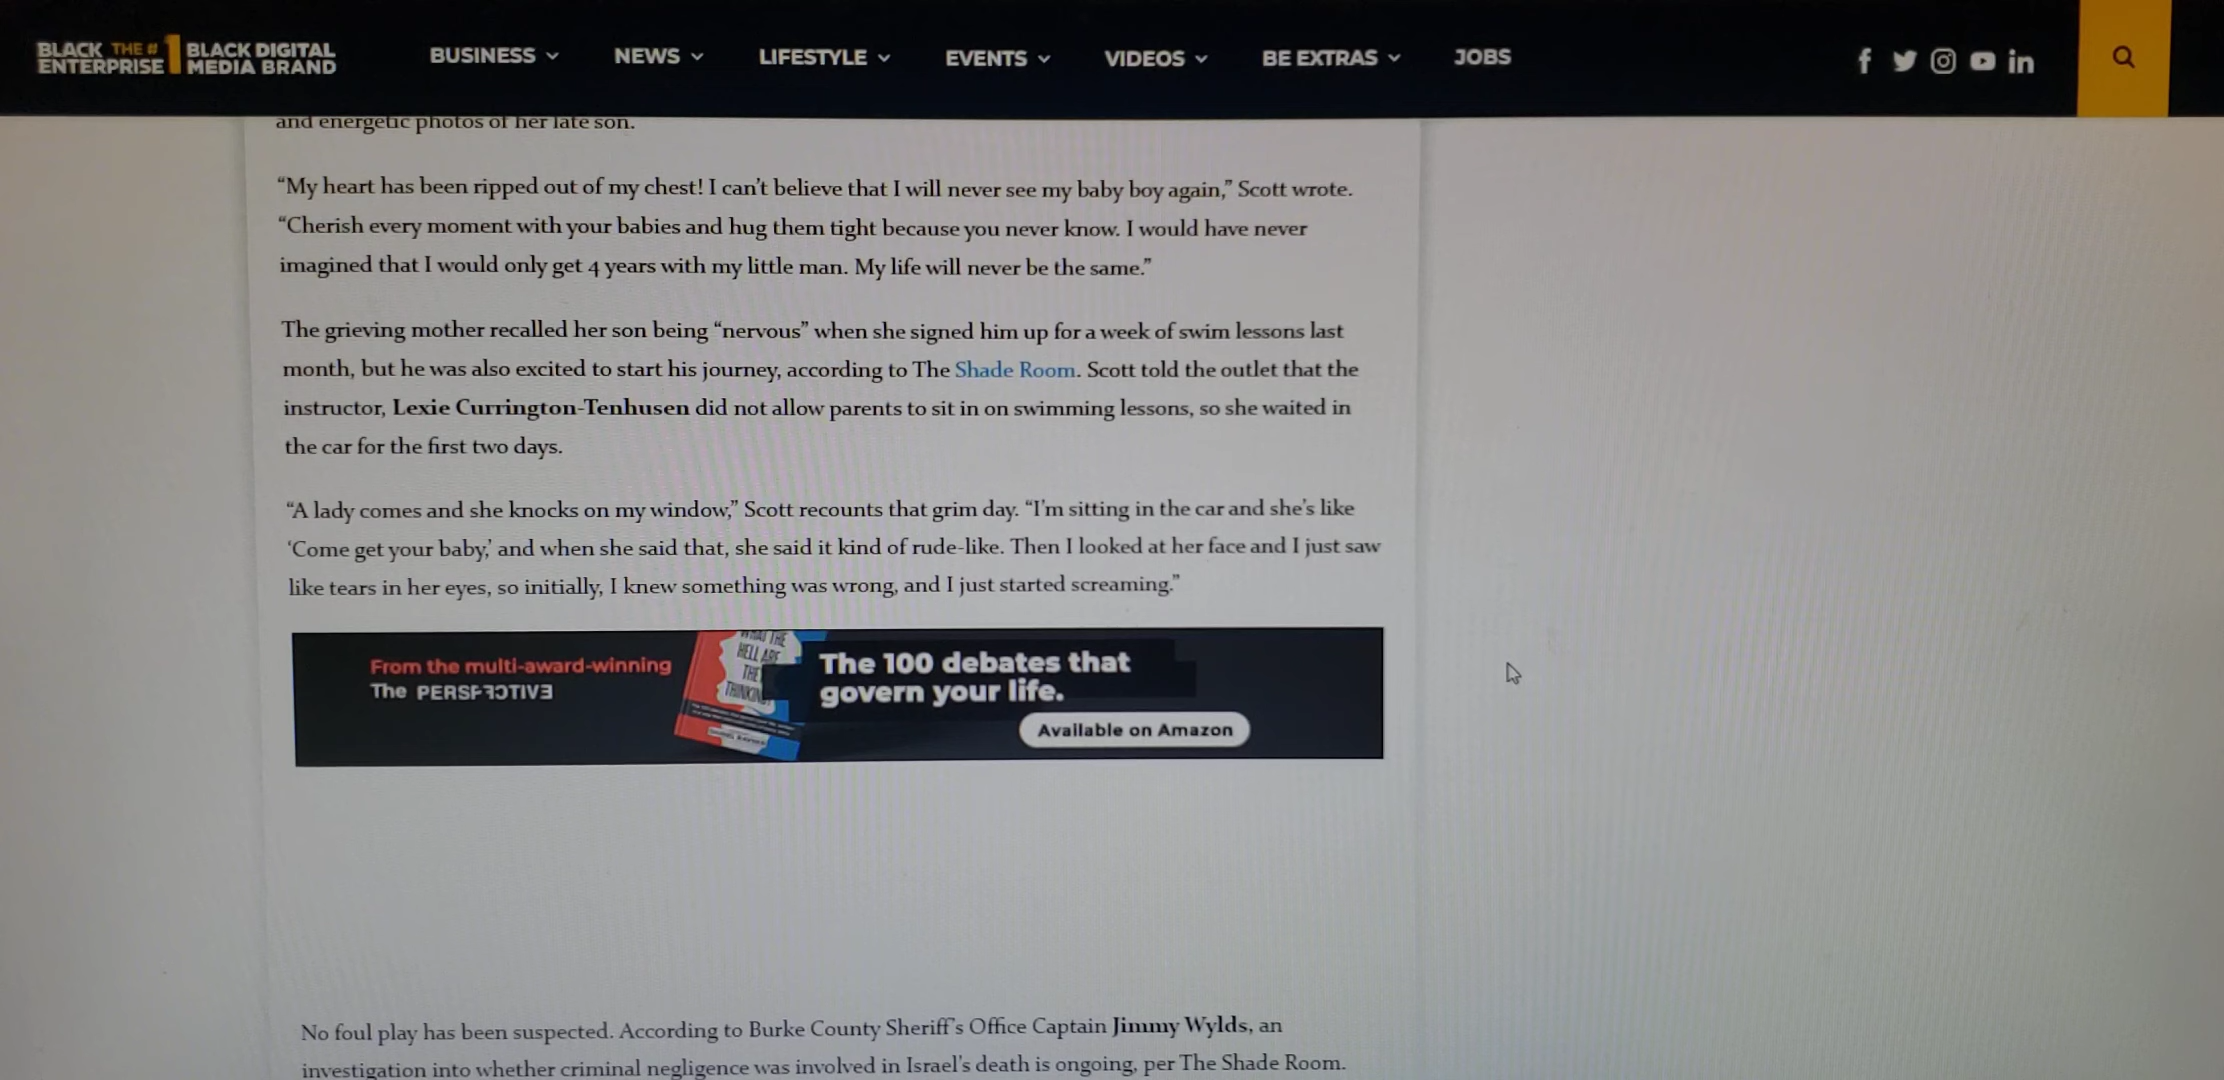 BLACK ENTERPRISE THE # 1 BLACK DIGITAL MEDIA BRAND
BUSINESS NEWS LIFESTYLE EVENTS VIDEOS BE EXTRAS JOBS
and energetic photos of her late son.
“My heart has been ripped out of my chest! I can’t believe that I will never see my baby boy again,” Scott wrote.
“Cherish every moment with your babies and hug them tight because you never know. I would have never
imagined that I would only get 4 years with my little man. My life will never be the same.”
The grieving mother recalled her son being “nervous” when she signed him up for a week of swim lessons last
month, but he was also excited to start his journey, according to The Shade Room. Scott told the outlet that the
instructor, Lexie Currington-Tenhusen did not allow parents to sit in on swimming lessons, so she waited in
the car for the first two days.
“A lady comes and she knocks on my window,” Scott recounts that grim day. “I’m sitting in the car and she’s like
‘Come get your baby,’ and when she said that, she said it kind of rude-like. Then I looked at her face and I just saw
like tears in her eyes, so initially, I knew something was wrong, and I just started screaming.”
From the multi-award-winning
The PERSPECTIVE
WHAT THE
HELL ARE
THEY
THINKING
The 100 debates that
govern your life.
Available on Amazon
No foul play has been suspected. According to Burke County Sheriff’s Office Captain Jimmy Wylds, an
investigation into whether criminal negligence was involved in Israel’s death is ongoing, per The Shade Room.